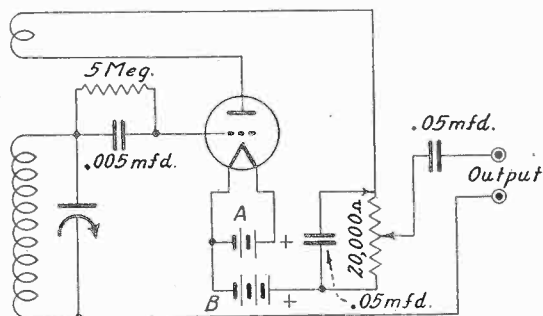 5 Meg.
.005 mfd.
.05 mfd.
Output
A
+
20,000Ω
B
+
.05 mfd.